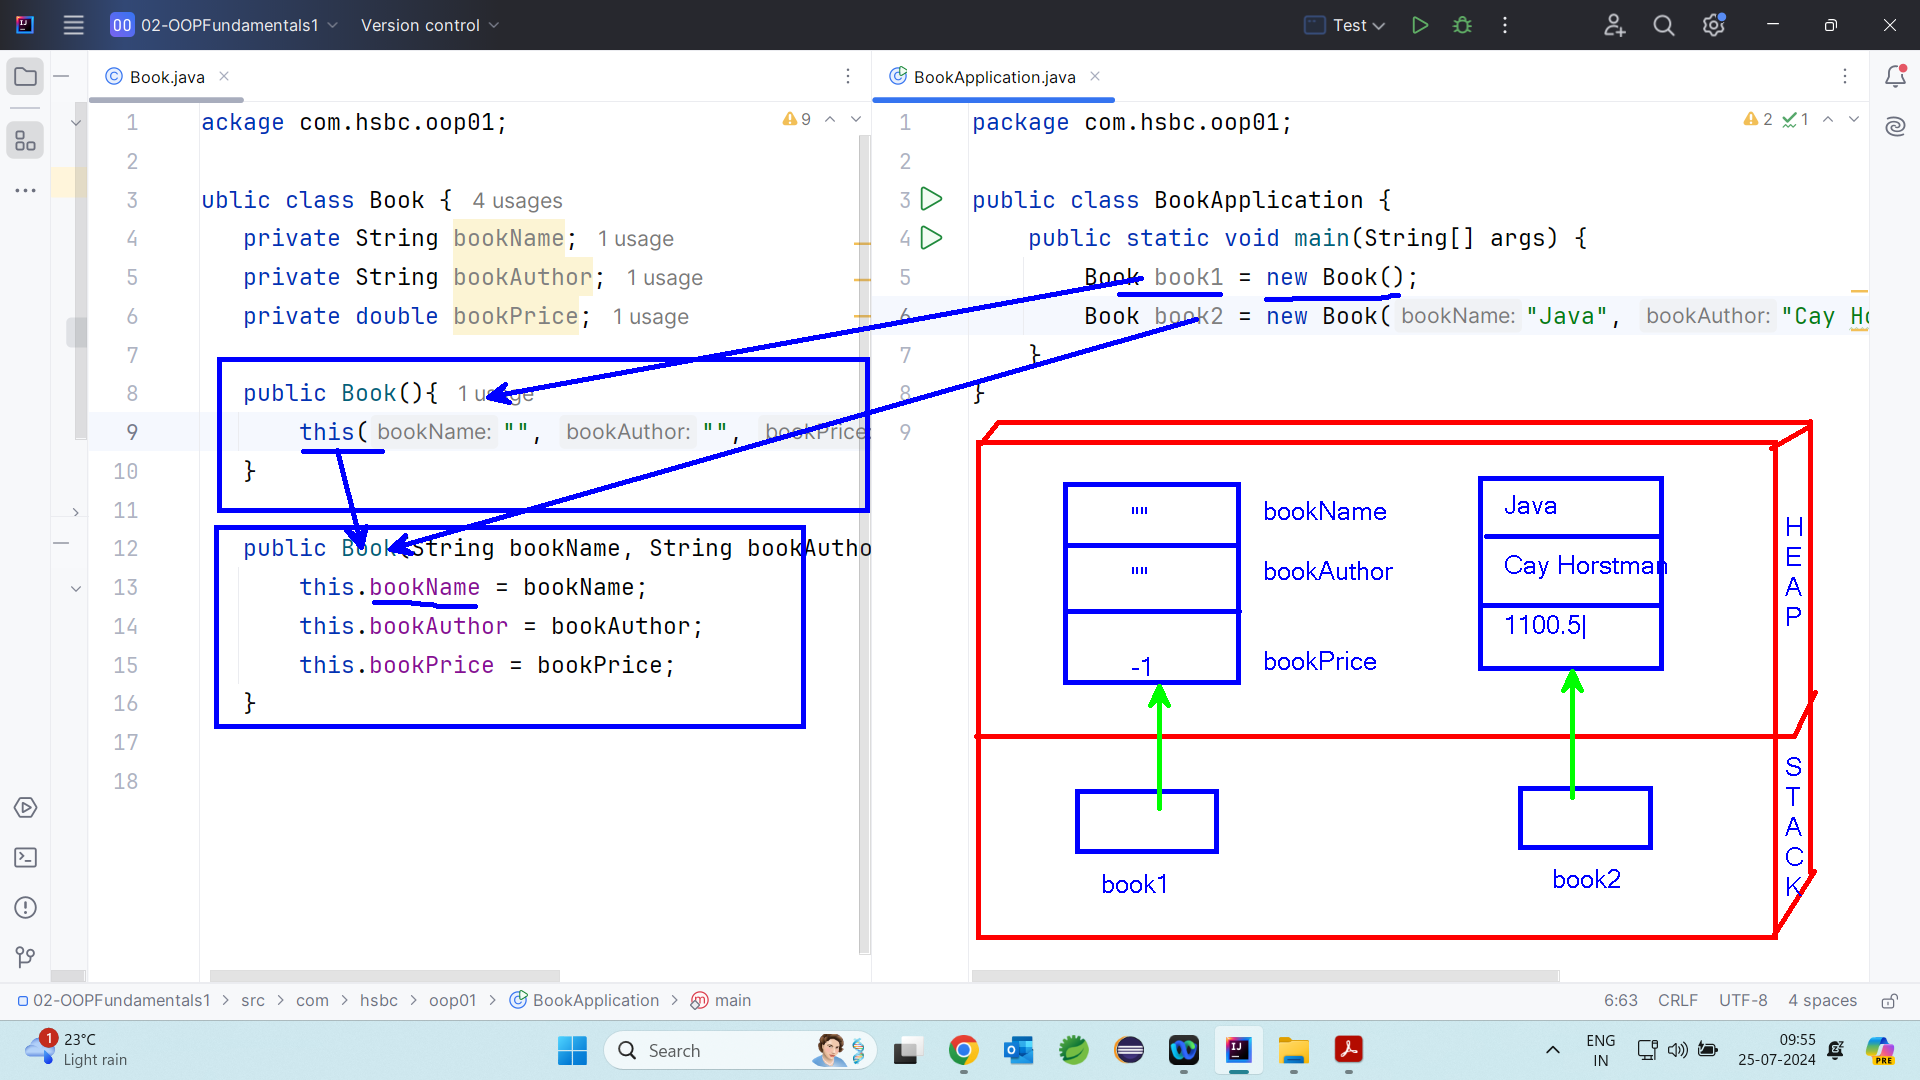 02-OOPFundamentals1
Version control
Test
Book.java
BookApplication.java
9
2
1
1 ackage com.hsbc.oop01;
2
3 ublic class Book { 4 usages
4 private String bookName; 1 usage
5 private String bookAuthor; 1 usage
6 private double bookPrice; 1 usage
7
8 public Book(){ 1 usage
9 this( bookName: "", bookAuthor: "", bookPrice:
10 }
11
12 public Book(String bookName, String bookAutho
13 this.bookName = bookName;
14 this.bookAuthor = bookAuthor;
15 this.bookPrice = bookPrice;
16 }
17
18
1 package com.hsbc.oop01;
2
3 public class BookApplication {
4 public static void main(String[] args) {
5 Book book1 = new Book();
6 Book book2 = new Book( bookName: "Java", bookAuthor: "Cay Ho
7 }
8 }
9
"" bookName
"" bookAuthor
-1 bookPrice
Java
Cay Horstman
1100.5
HEAP
STACK
book1
book2
02-OOPFundamentals1 > src > com > hsbc > oop01 > BookApplication > main
6:63 CRLF UTF-8 4 spaces
1
23°C
Light rain
Search
ENG
IN
09:55
25-07-2024
PRE